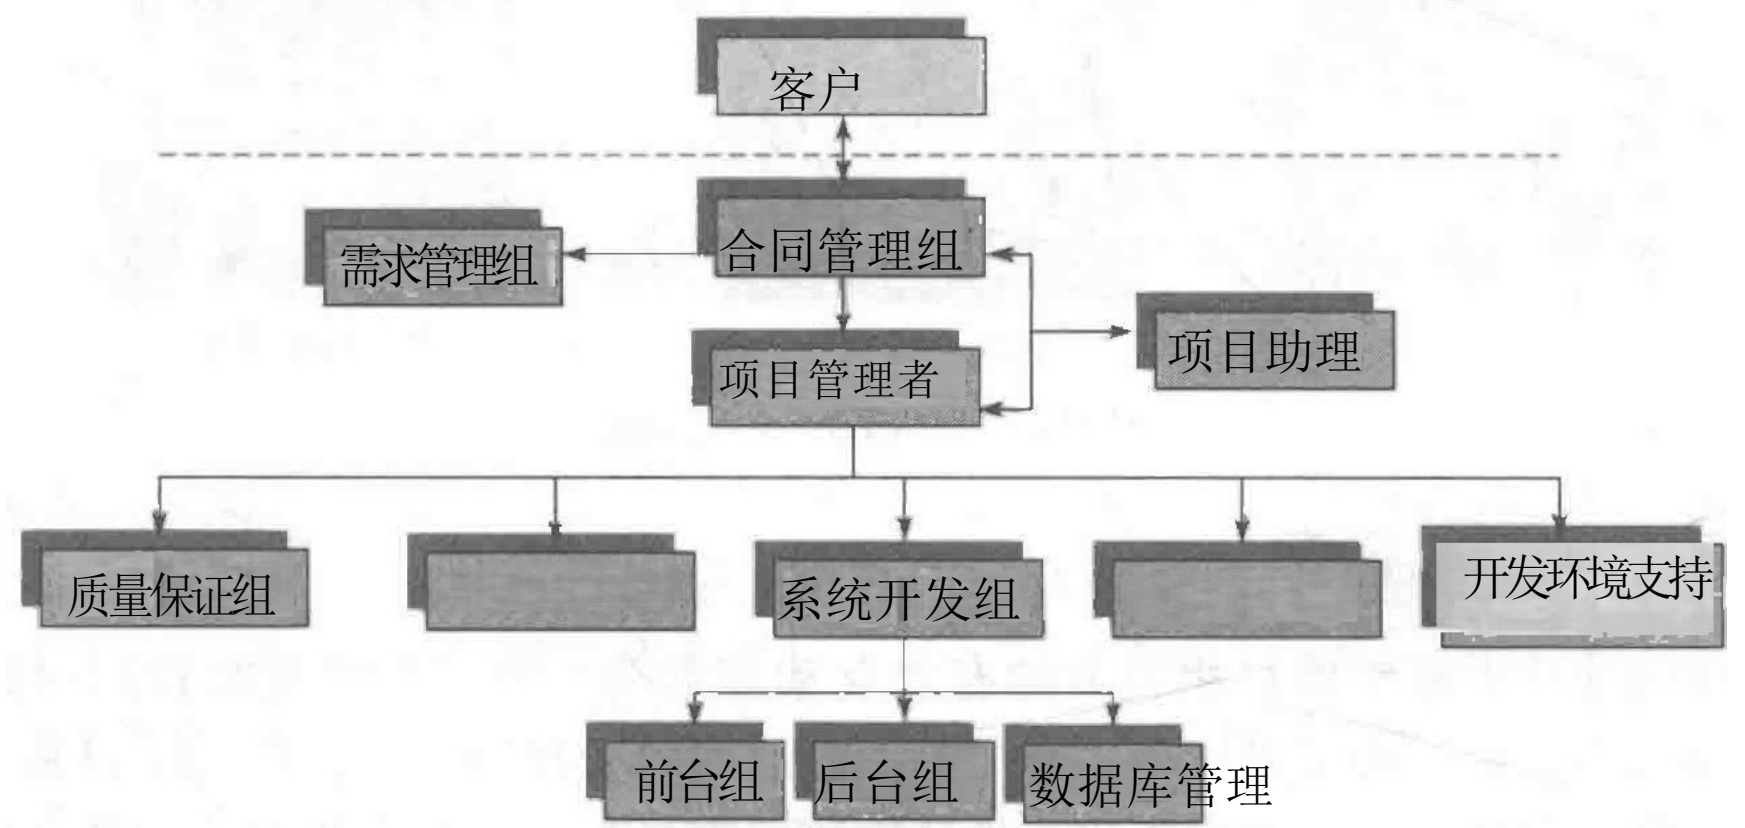 客户
合同管理组
需求管理组
项目助理
项目管理者
质量保证组
系统开发组
开发环境支持
前台组
后台组
数据库管理